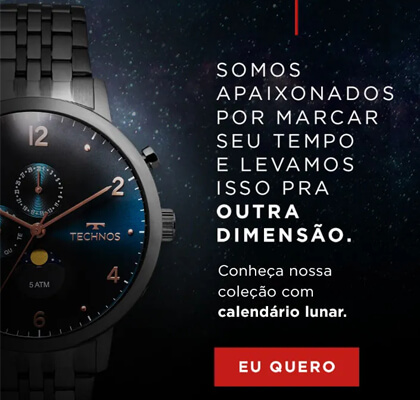 SOMOS
APAIXONADOS
POR MARCAR
SEU TEMPO
E LEVAMOS
ISSO PRA
OUTRA
DIMENSÃO.
Conheça nossa
coleção com
calendário lunar.
EU QUERO
12
2
TECHNOS
4
5 ATM
6